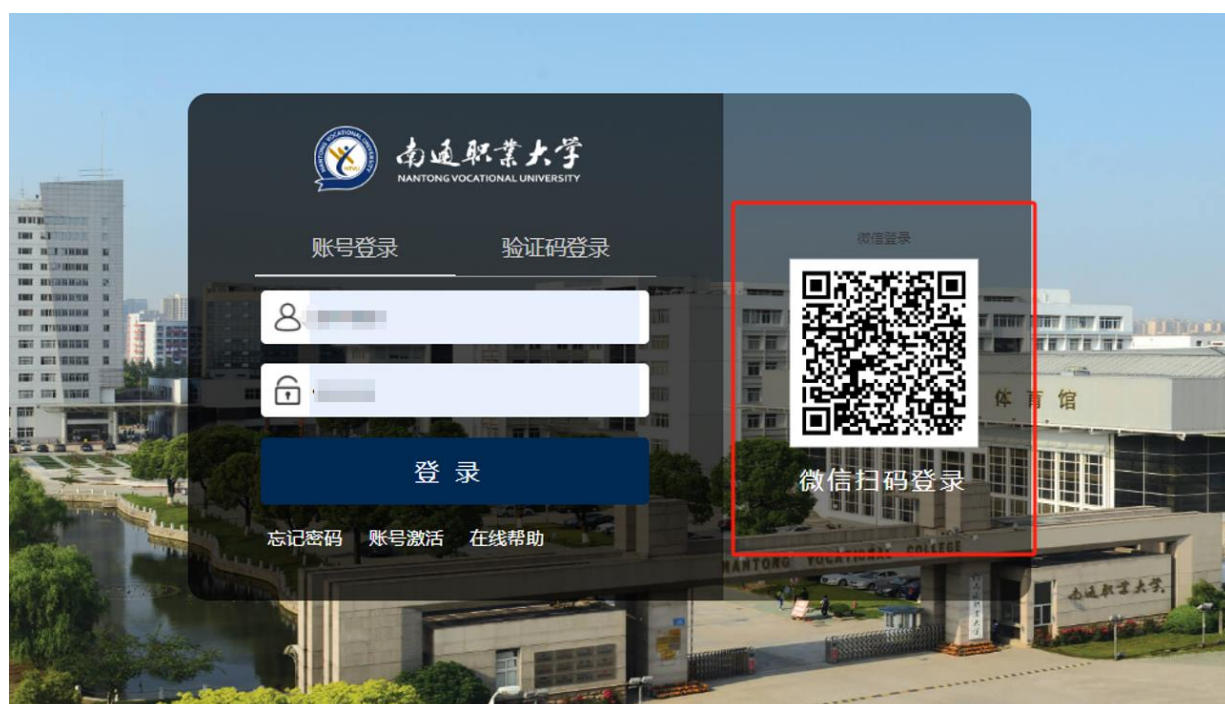 南通职业大学
NANTONG VOCATIONAL UNIVERSITY
账号登录
验证码登录
登 录
忘记密码
账号激活
在线帮助
微信登录
微信扫码登录
体育馆
NANTONG VOCATIONAL COLLEGE
南通职业大学